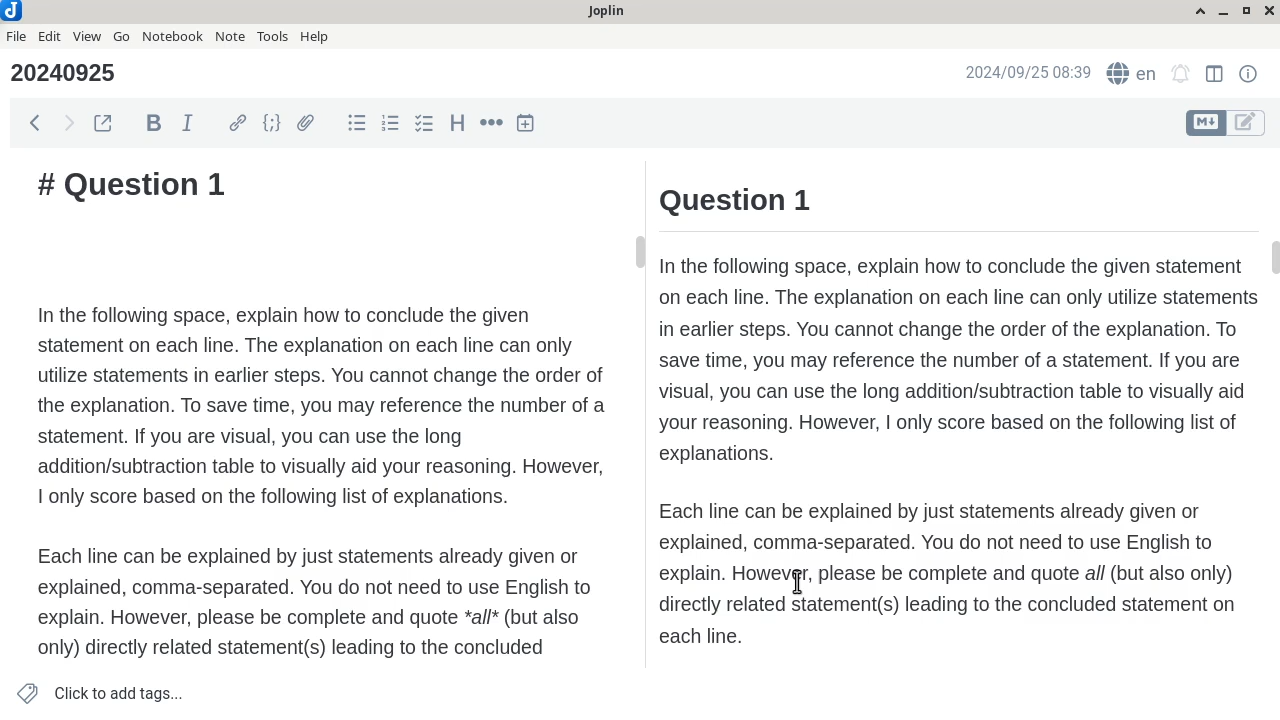 Joplin
File Edit View Go Notebook Note Tools Help
20240925
2024/09/25 08:39
en
# Question 1
In the following space, explain how to conclude the given
statement on each line. The explanation on each line can only
utilize statements in earlier steps. You cannot change the order of
the explanation. To save time, you may reference the number of a
statement. If you are visual, you can use the long
addition/subtraction table to visually aid your reasoning. However,
I only score based on the following list of explanations.
Each line can be explained by just statements already given or
explained, comma-separated. You do not need to use English to
explain. However, please be complete and quote *all* (but also
only) directly related statement(s) leading to the concluded
Question 1
In the following space, explain how to conclude the given statement
on each line. The explanation on each line can only utilize statements
in earlier steps. You cannot change the order of the explanation. To
save time, you may reference the number of a statement. If you are
visual, you can use the long addition/subtraction table to visually aid
your reasoning. However, I only score based on the following list of
explanations.
Each line can be explained by just statements already given or
explained, comma-separated. You do not need to use English to
explain. However, please be complete and quote all (but also only)
directly related statement(s) leading to the concluded statement on
each line.
Click to add tags...